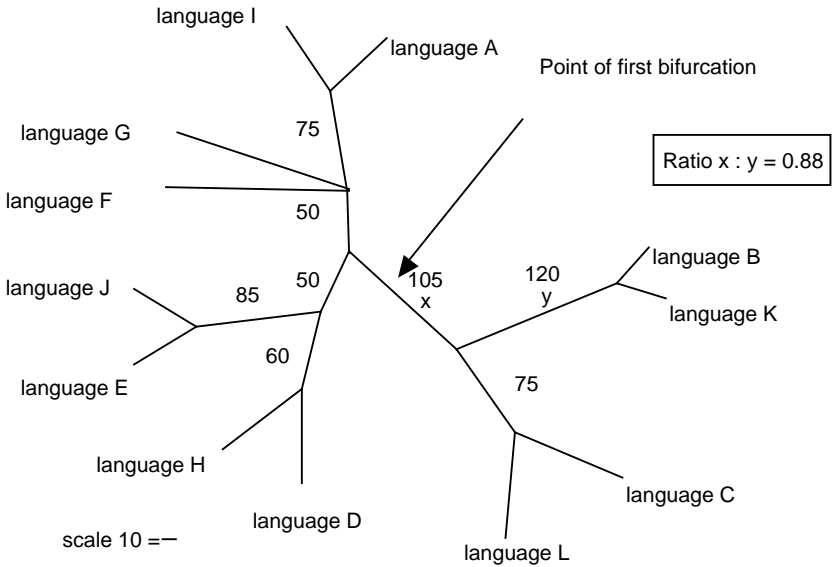 language I
language A
Point of first bifurcation
language G
75
Ratio x : y = 0.88
language F
50
language B
50
105
120
language J
85
x
y
language K
60
75
language E
language H
language C
language D
scale 10 =
language L